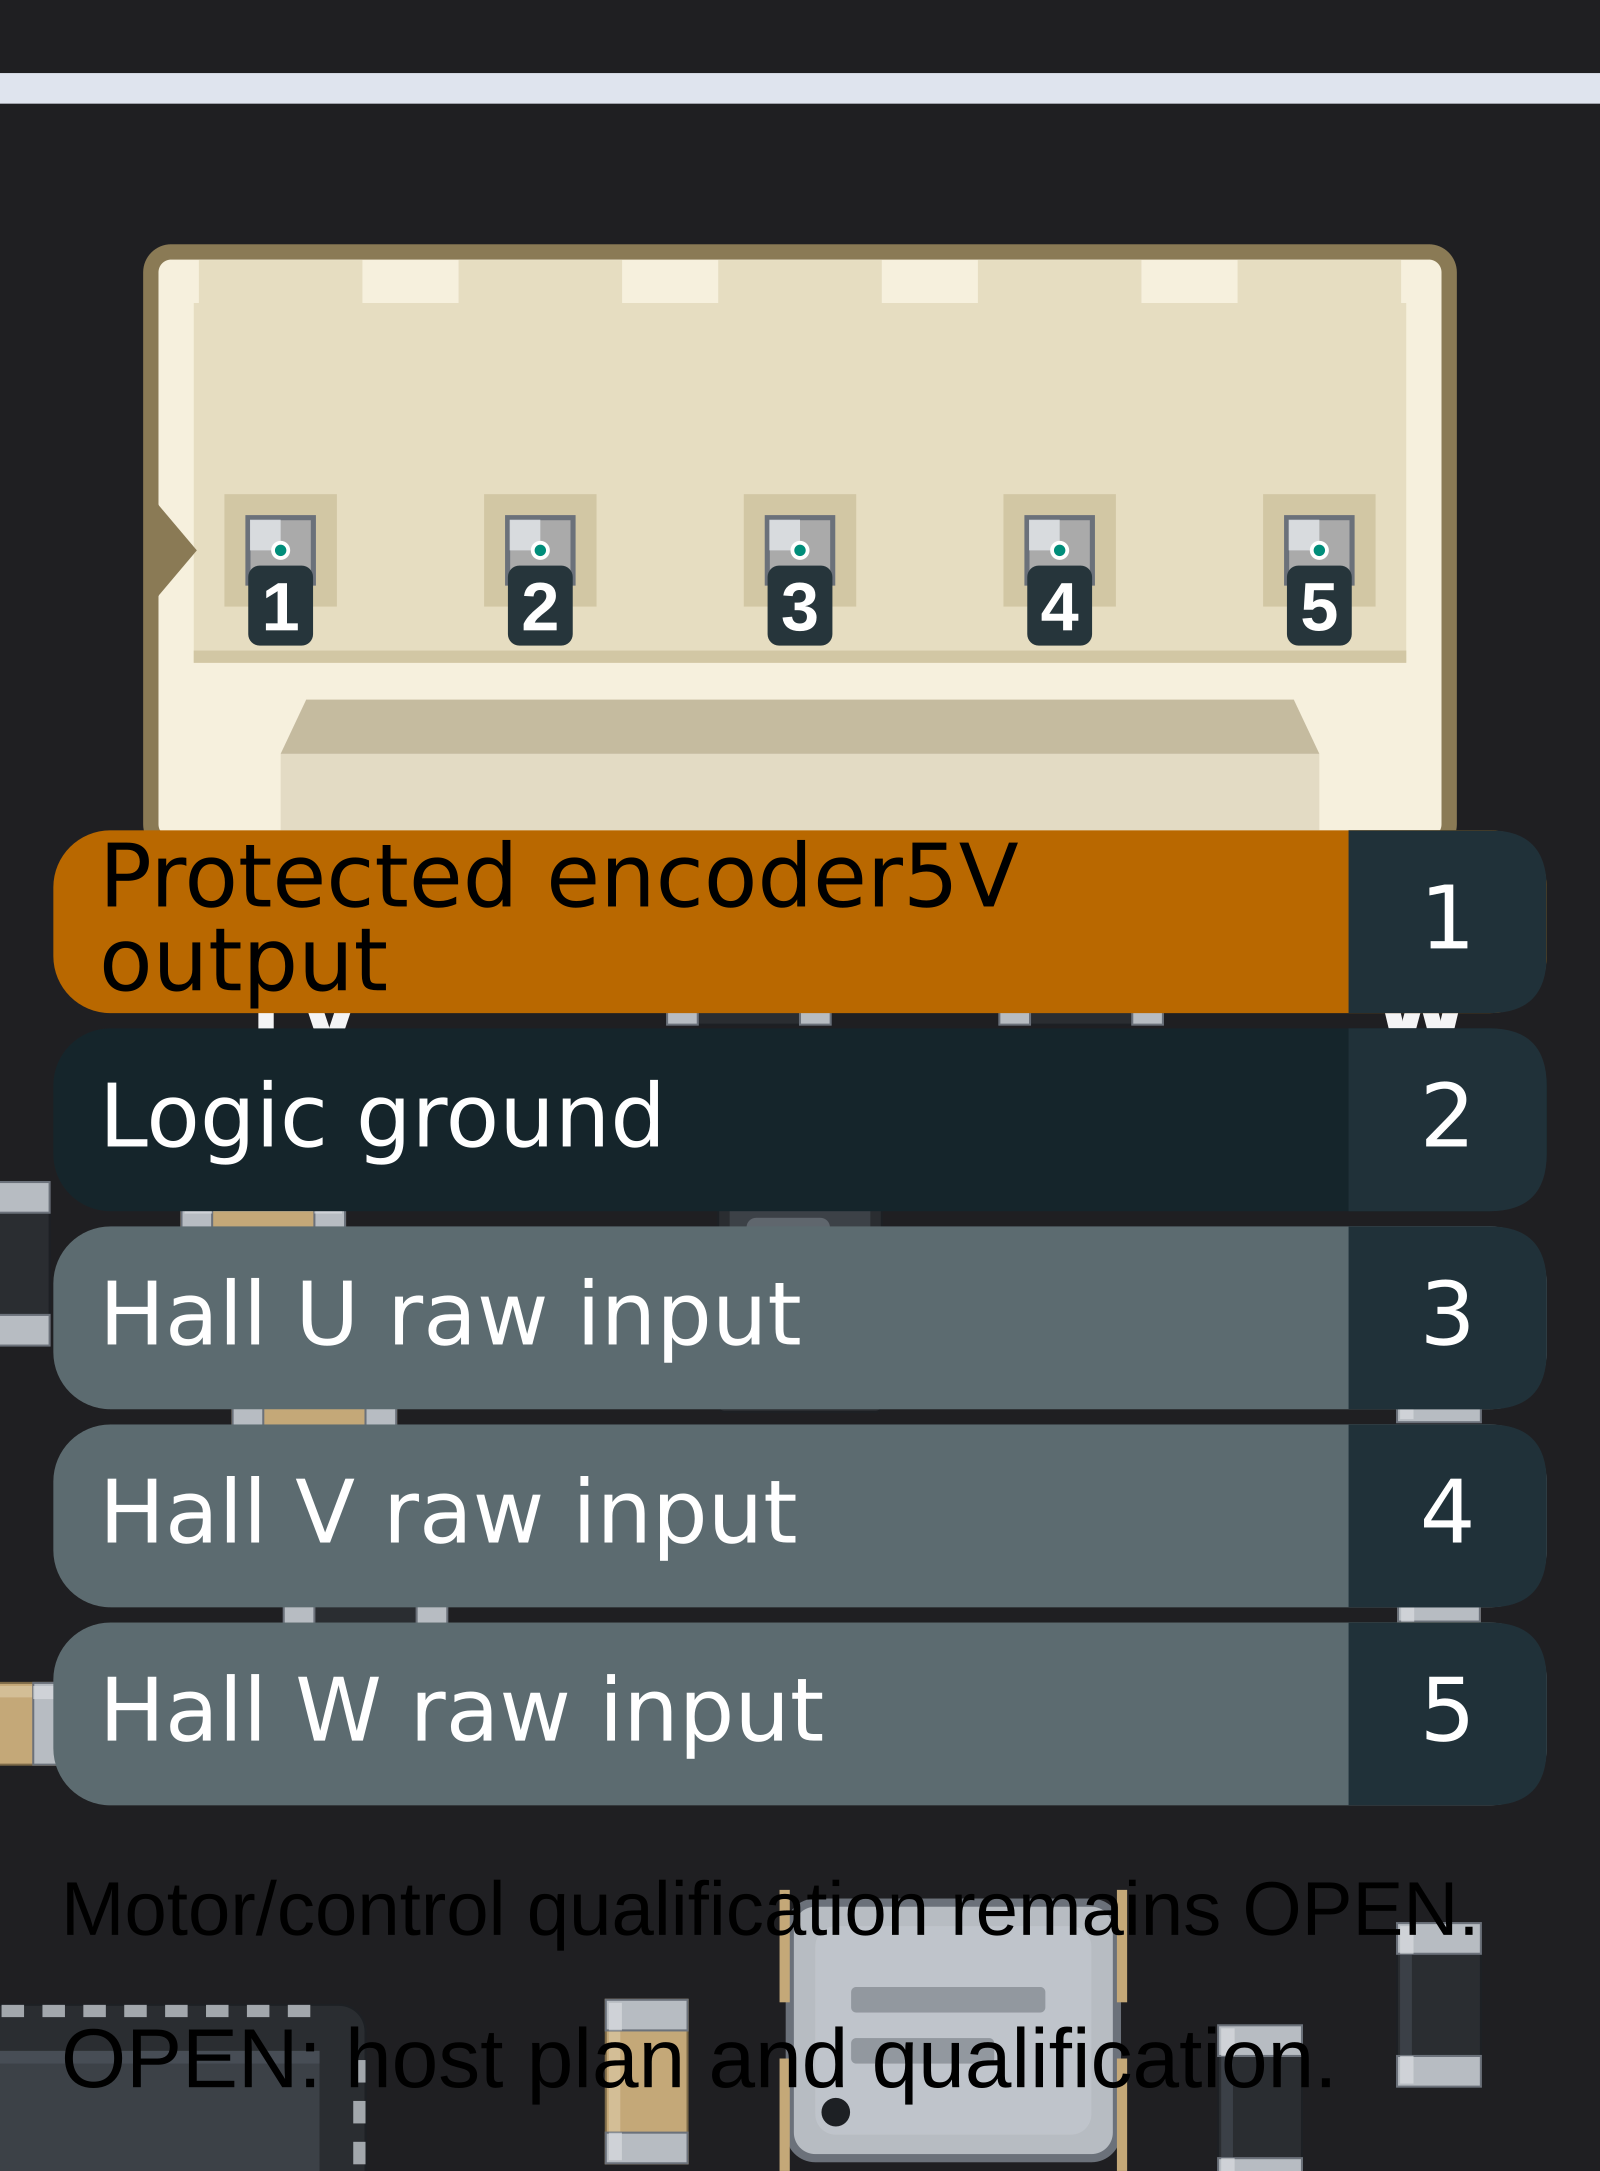 1 2 3 4 5
Protected encoder5V
output
1
Logic ground
2
Hall U raw input
3
Hall V raw input
4
Hall W raw input
5
Motor/control qualification remains OPEN.
OPEN: host plan and qualification.